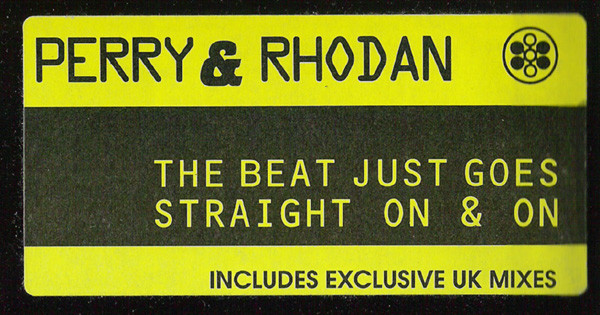 PERRY & RHODAN
THE BEAT JUST GOES
STRAIGHT ON & ON
INCLUDES EXCLUSIVE UK MIXES